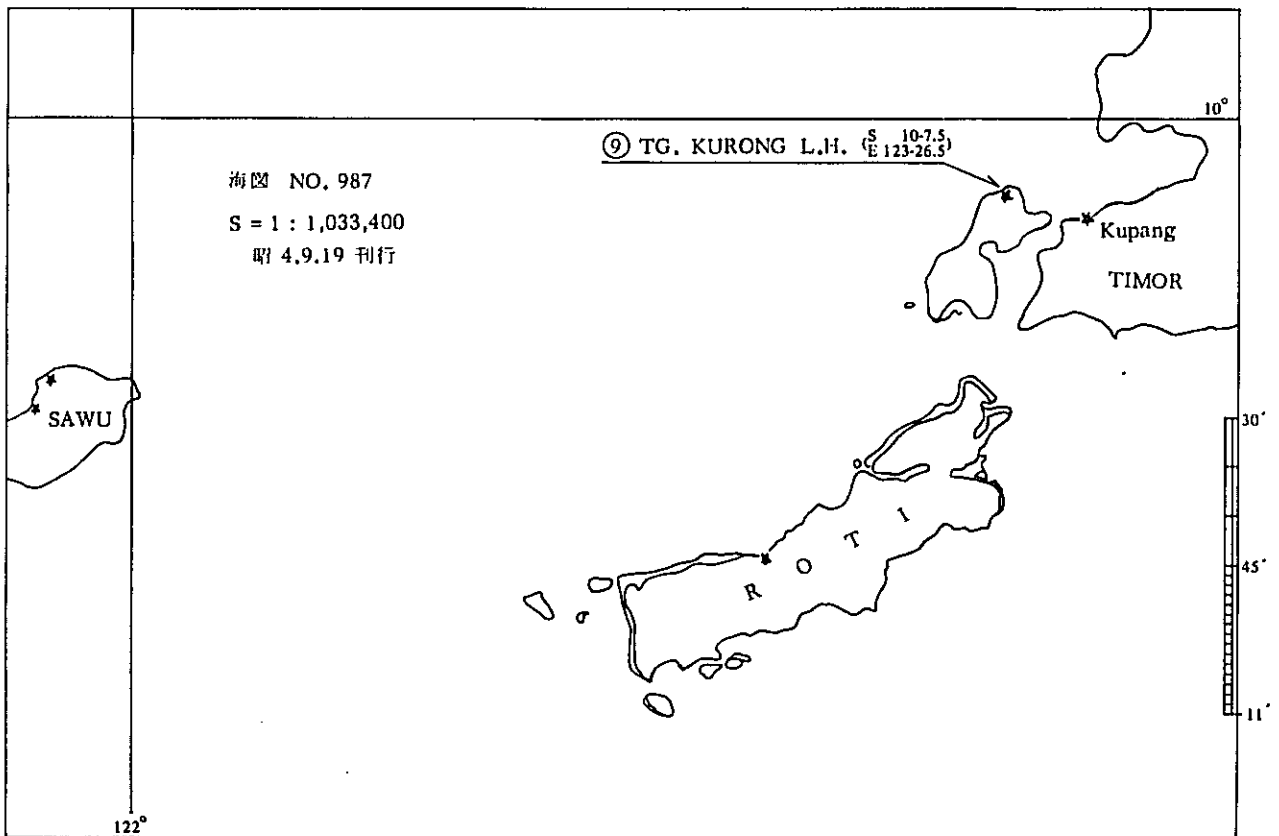 10°
⑨ TG. KURONG L.H. (S 10-7.5, E 123-26.5)
海図 NO. 987
S = 1 : 1,033,400
昭 4.9.19 刊行
Kupang
TIMOR
SAWU
30′
ROTI
45′
11°
122°